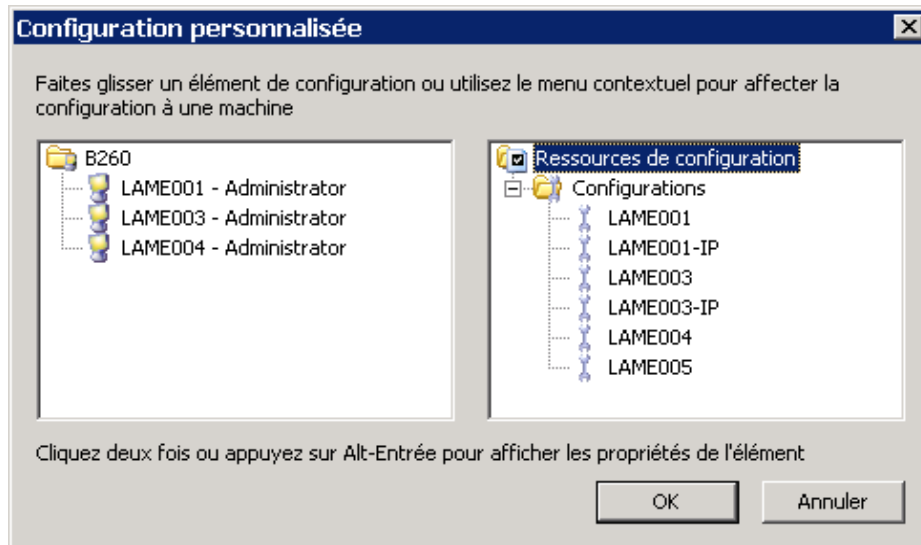 Configuration personnalisée
Faites glisser un élément de configuration ou utilisez le menu contextuel pour affecter la
configuration à une machine
B260
LAME001 - Administrator
LAME003 - Administrator
LAME004 - Administrator
Ressources de configuration
Configurations
LAME001
LAME001-IP
LAME003
LAME003-IP
LAME004
LAME005
Cliquez deux fois ou appuyez sur Alt-Entrée pour afficher les propriétés de l'élément
OK
Annuler